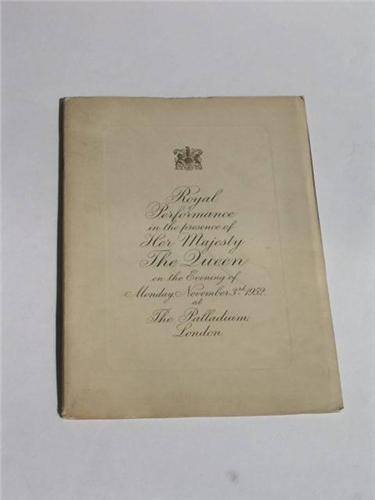 Royal
Performance
in the presence of
Her Majesty
The Queen
on the Evening of
Monday, November 3rd, 1952.
at
The Palladium,
London